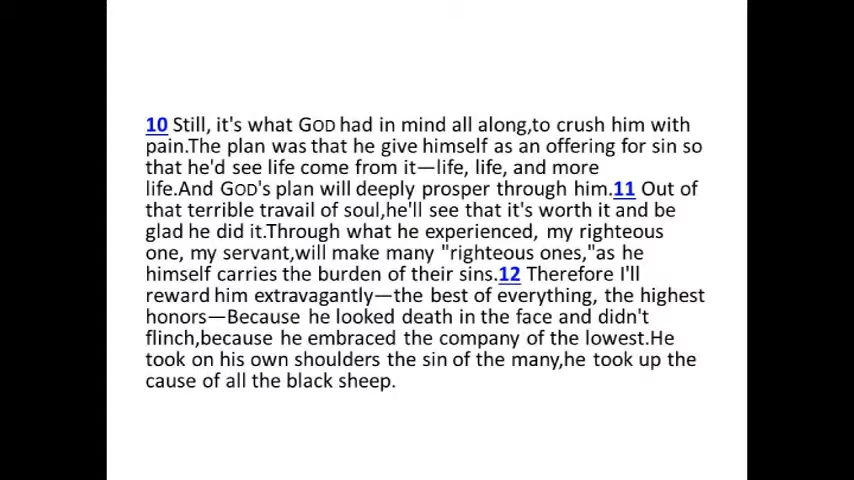 10 Still, it's what GOD had in mind all along,to crush him with
pain.The plan was that he give himself as an offering for sin so
that he'd see life come from it—life, life, and more
life.And GOD's plan will deeply prosper through him.11 Out of
that terrible travail of soul,he'll see that it's worth it and be
glad he did it.Through what he experienced, my righteous
one, my servant,will make many "righteous ones,"as he
himself carries the burden of their sins.12 Therefore I'll
reward him extravagantly—the best of everything, the highest
honors—Because he looked death in the face and didn't
flinch,because he embraced the company of the lowest.He
took on his own shoulders the sin of the many,he took up the
cause of all the black sheep.